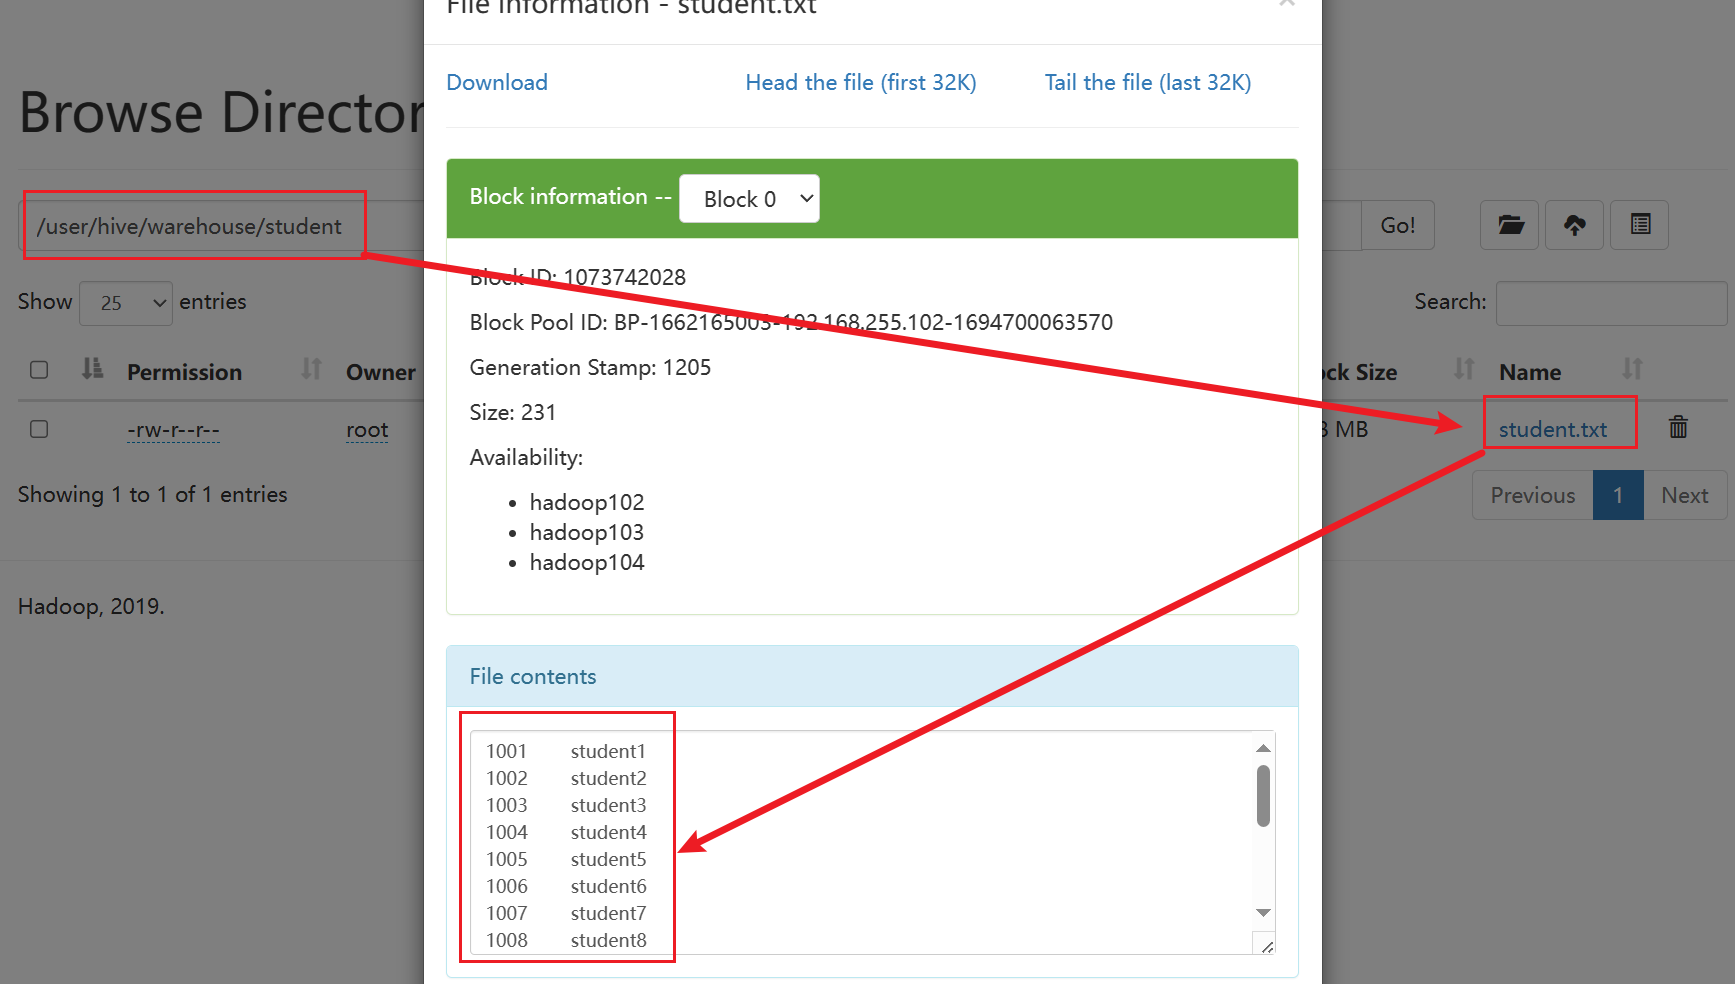 File information - student.txt
Download Head the file (first 32K) Tail the file (last 32K)
Browse Director
Block information -- Block 0
/user/hive/warehouse/student
Go!
Block ID: 1073742028
Show 25 entries
Search:
Block Pool ID: BP-1662165003-192.168.255.102-1694700063570
Generation Stamp: 1205
Permission Owner
ock Size Name
Size: 231
-rw-r--r-- root
MB student.txt
Availability:
Showing 1 to 1 of 1 entries
Previous 1 Next
hadoop102
hadoop103
hadoop104
Hadoop, 2019.
File contents
1001 student1
1002 student2
1003 student3
1004 student4
1005 student5
1006 student6
1007 student7
1008 student8